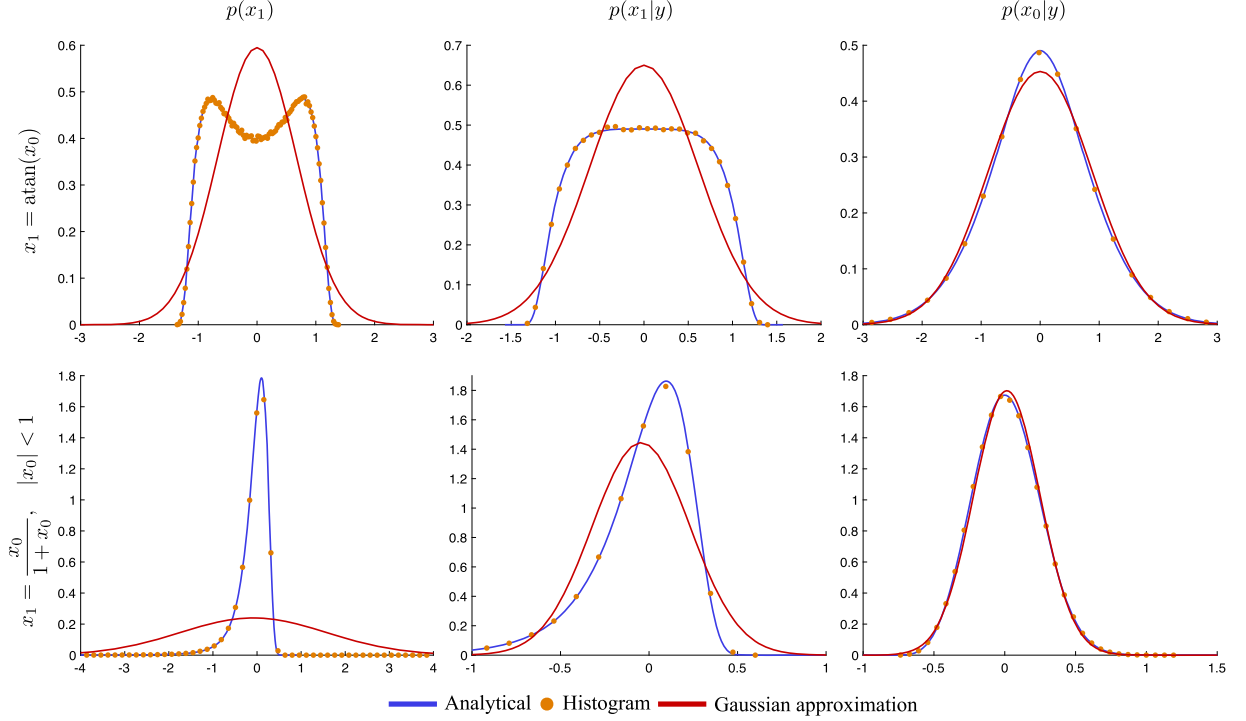 p(x₁) p(x₁|y) p(x₀|y)
x₁ = atan(x₀)
0.6 0.5 0.4 0.3 0.2 0.1 0
-3 -2 -1 0 1 2 3
0.7 0.6 0.5 0.4 0.3 0.2 0.1 0
-2 -1.5 -1 -0.5 0 0.5 1 1.5 2
0.5 0.4 0.3 0.2 0.1 0
-3 -2 -1 0 1 2 3
x₁ = x₀/(1 + x₀), |x₀| < 1
1.8 1.6 1.4 1.2 1 0.8 0.6 0.4 0.2 0
-4 -3 -2 -1 0 1 2 3 4
1.8 1.6 1.4 1.2 1 0.8 0.6 0.4 0.2 0
-1 -0.5 0 0.5 1
1.8 1.6 1.4 1.2 1 0.8 0.6 0.4 0.2 0
-1 -0.5 0 0.5 1 1.5
Analytical Histogram Gaussian approximation